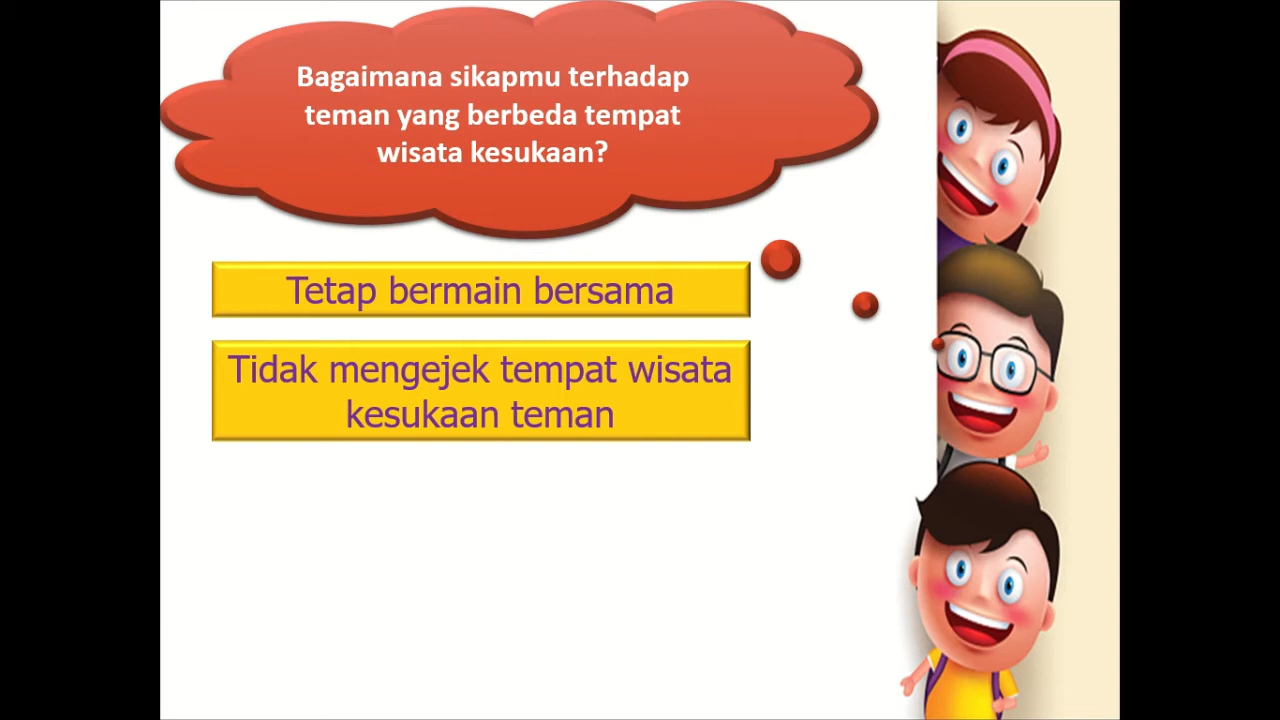 Bagaimana sikapmu terhadap
teman yang berbeda tempat
wisata kesukaan?
Tetap bermain bersama
Tidak mengejek tempat wisata
kesukaan teman